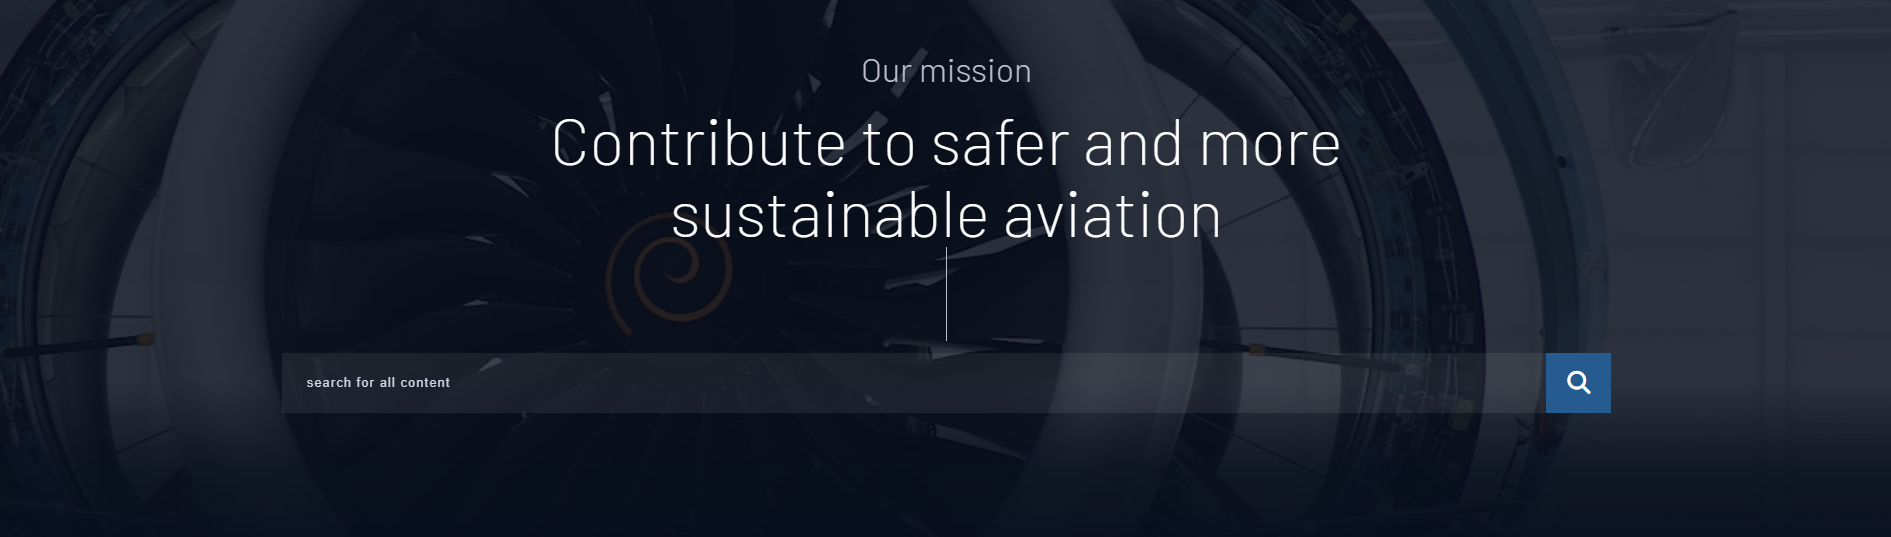 Our mission
Contribute to safer and more
sustainable aviation
search for all content